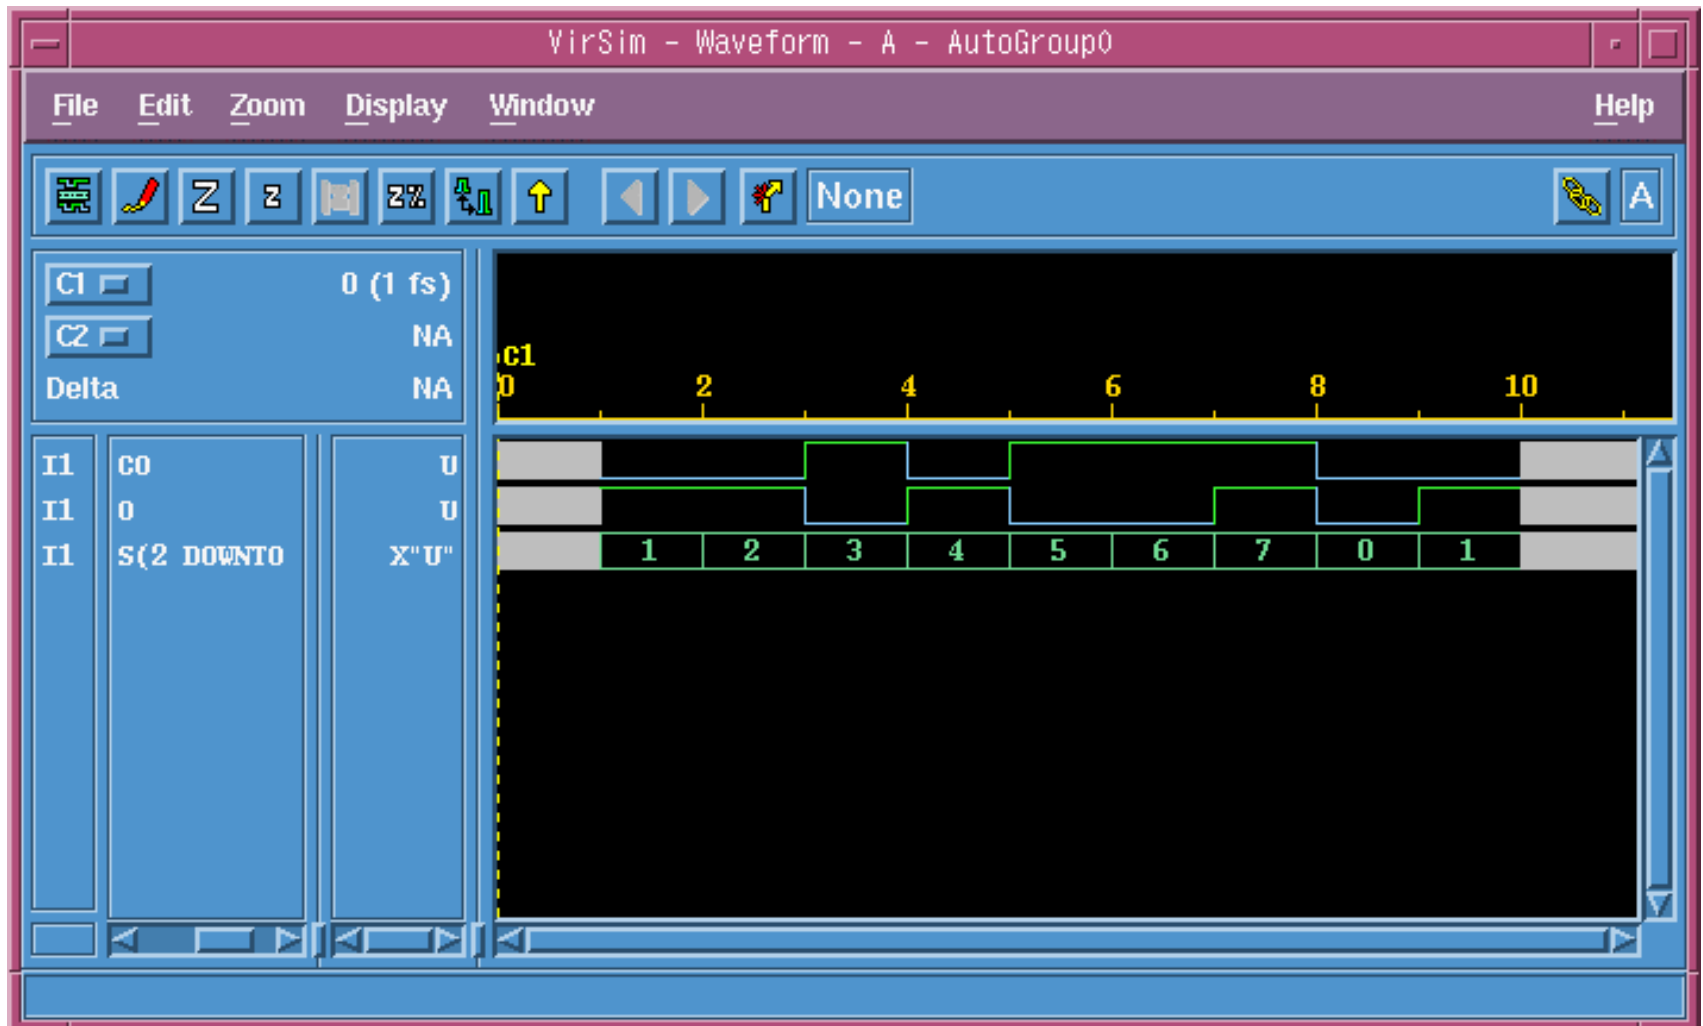 VirSim - Waveform - A - AutoGroup0
File Edit Zoom Display Window Help
Z z z% None A
C1 0 (1 fs)
C2 NA
Delta NA
C1
0 2 4 6 8 10
I1 CO U
I1 O U
I1 S(2 DOWNTO X"U"
1 2 3 4 5 6 7 0 1